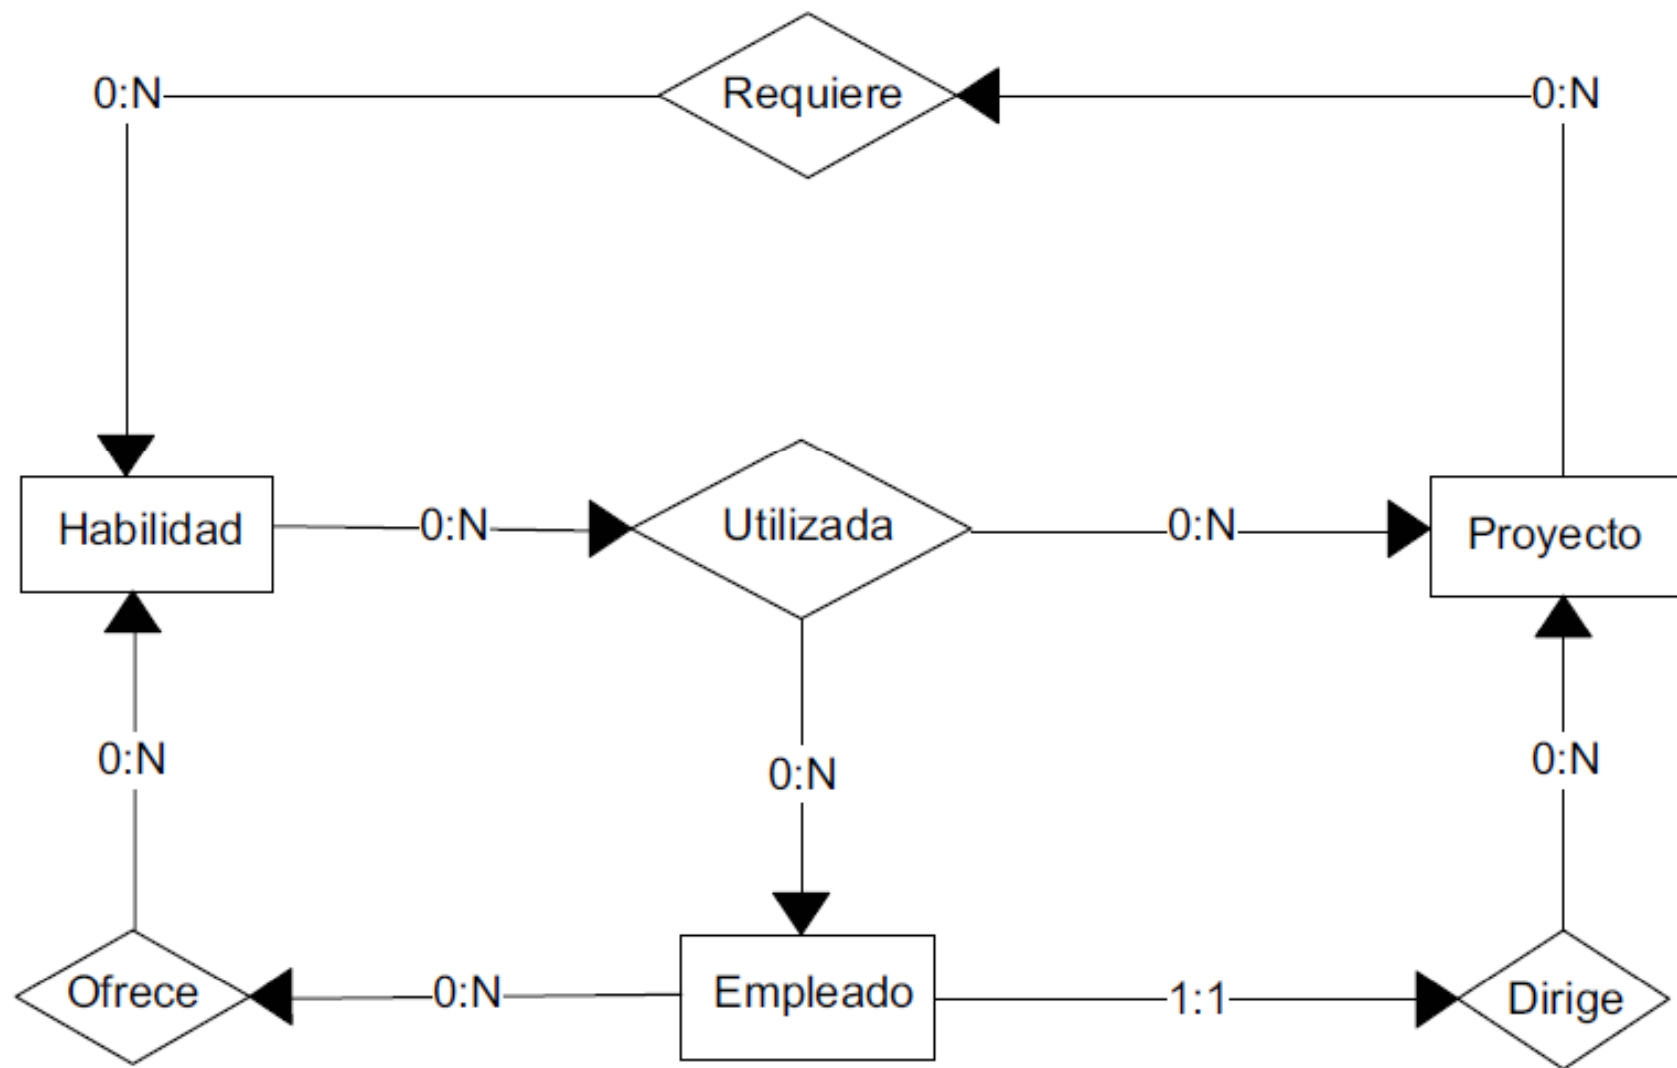 0:N
Requiere
0:N
Habilidad
0:N
Utilizada
0:N
Proyecto
0:N
0:N
0:N
Ofrece
0:N
Empleado
1:1
Dirige